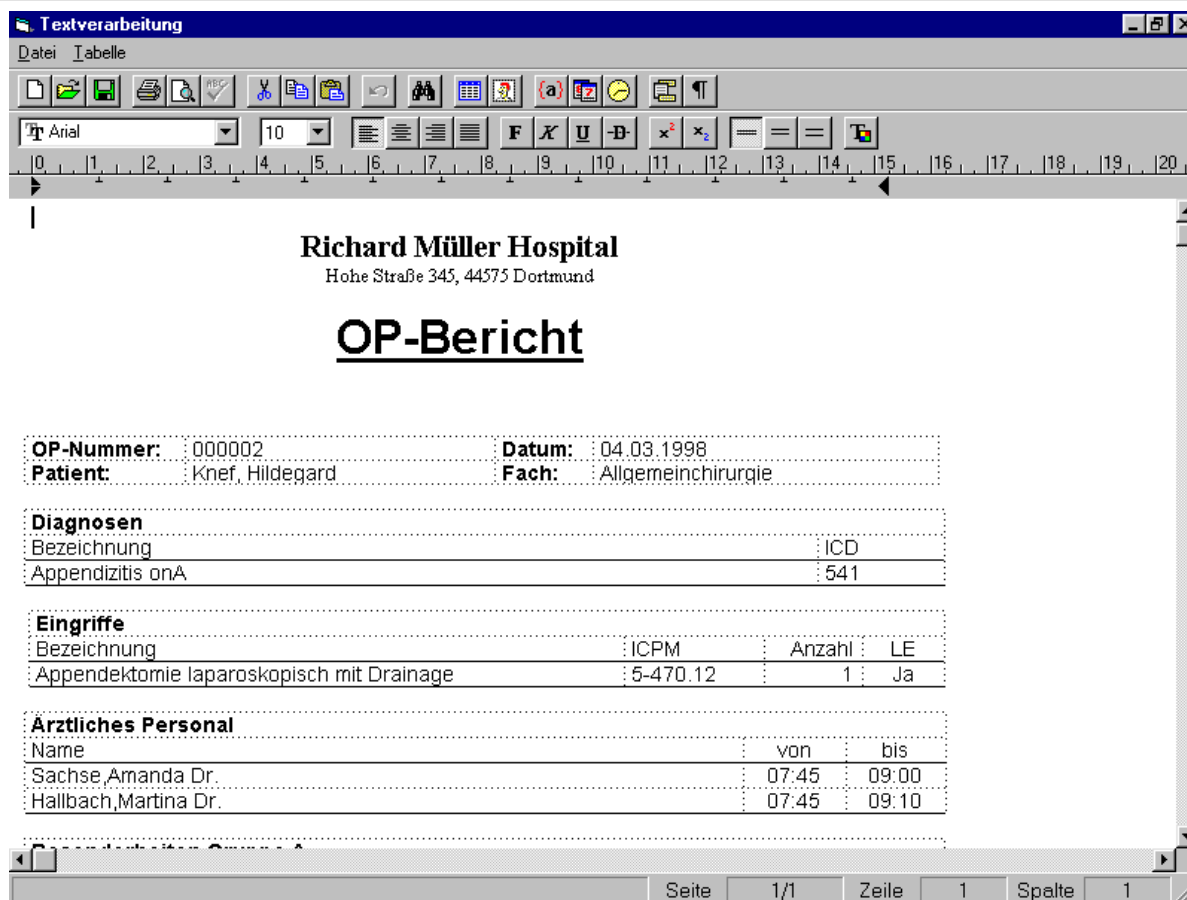 Textverarbeitung
Datei Tabelle
ABC {a}
Arial 10 F K U D x² x₂
0 1 2 3 4 5 6 7 8 9 10 11 12 13 14 15 16 17 18 19 20
Richard Müller Hospital
Hohe Straße 345, 44575 Dortmund
OP-Bericht
OP-Nummer: 000002 Datum: 04.03.1998
Patient: Knef, Hildegard Fach: Allgemeinchirurgie
Diagnosen
Bezeichnung ICD
Appendizitis onA 541
Eingriffe
Bezeichnung ICPM Anzahl LE
Appendektomie laparoskopisch mit Drainage 5-470.12 1 Ja
Ärztliches Personal
Name von bis
Sachse,Amanda Dr. 07:45 09:00
Hallbach,Martina Dr. 07:45 09:10
Seite 1/1 Zeile 1 Spalte 1